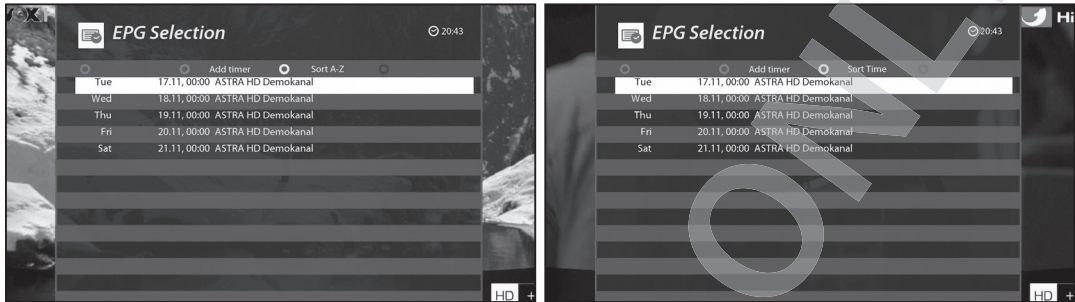 EPG Selection
20:43
Add timer Sort A-Z
Tue 17.11, 00:00 ASTRA HD Demokanal
Wed 18.11, 00:00 ASTRA HD Demokanal
Thu 19.11, 00:00 ASTRA HD Demokanal
Fri 20.11, 00:00 ASTRA HD Demokanal
Sat 21.11, 00:00 ASTRA HD Demokanal
HD +
Hi
EPG Selection
20:43
Add timer Sort Time
Tue 17.11, 00:00 ASTRA HD Demokanal
Wed 18.11, 00:00 ASTRA HD Demokanal
Thu 19.11, 00:00 ASTRA HD Demokanal
Fri 20.11, 00:00 ASTRA HD Demokanal
Sat 21.11, 00:00 ASTRA HD Demokanal
HD +